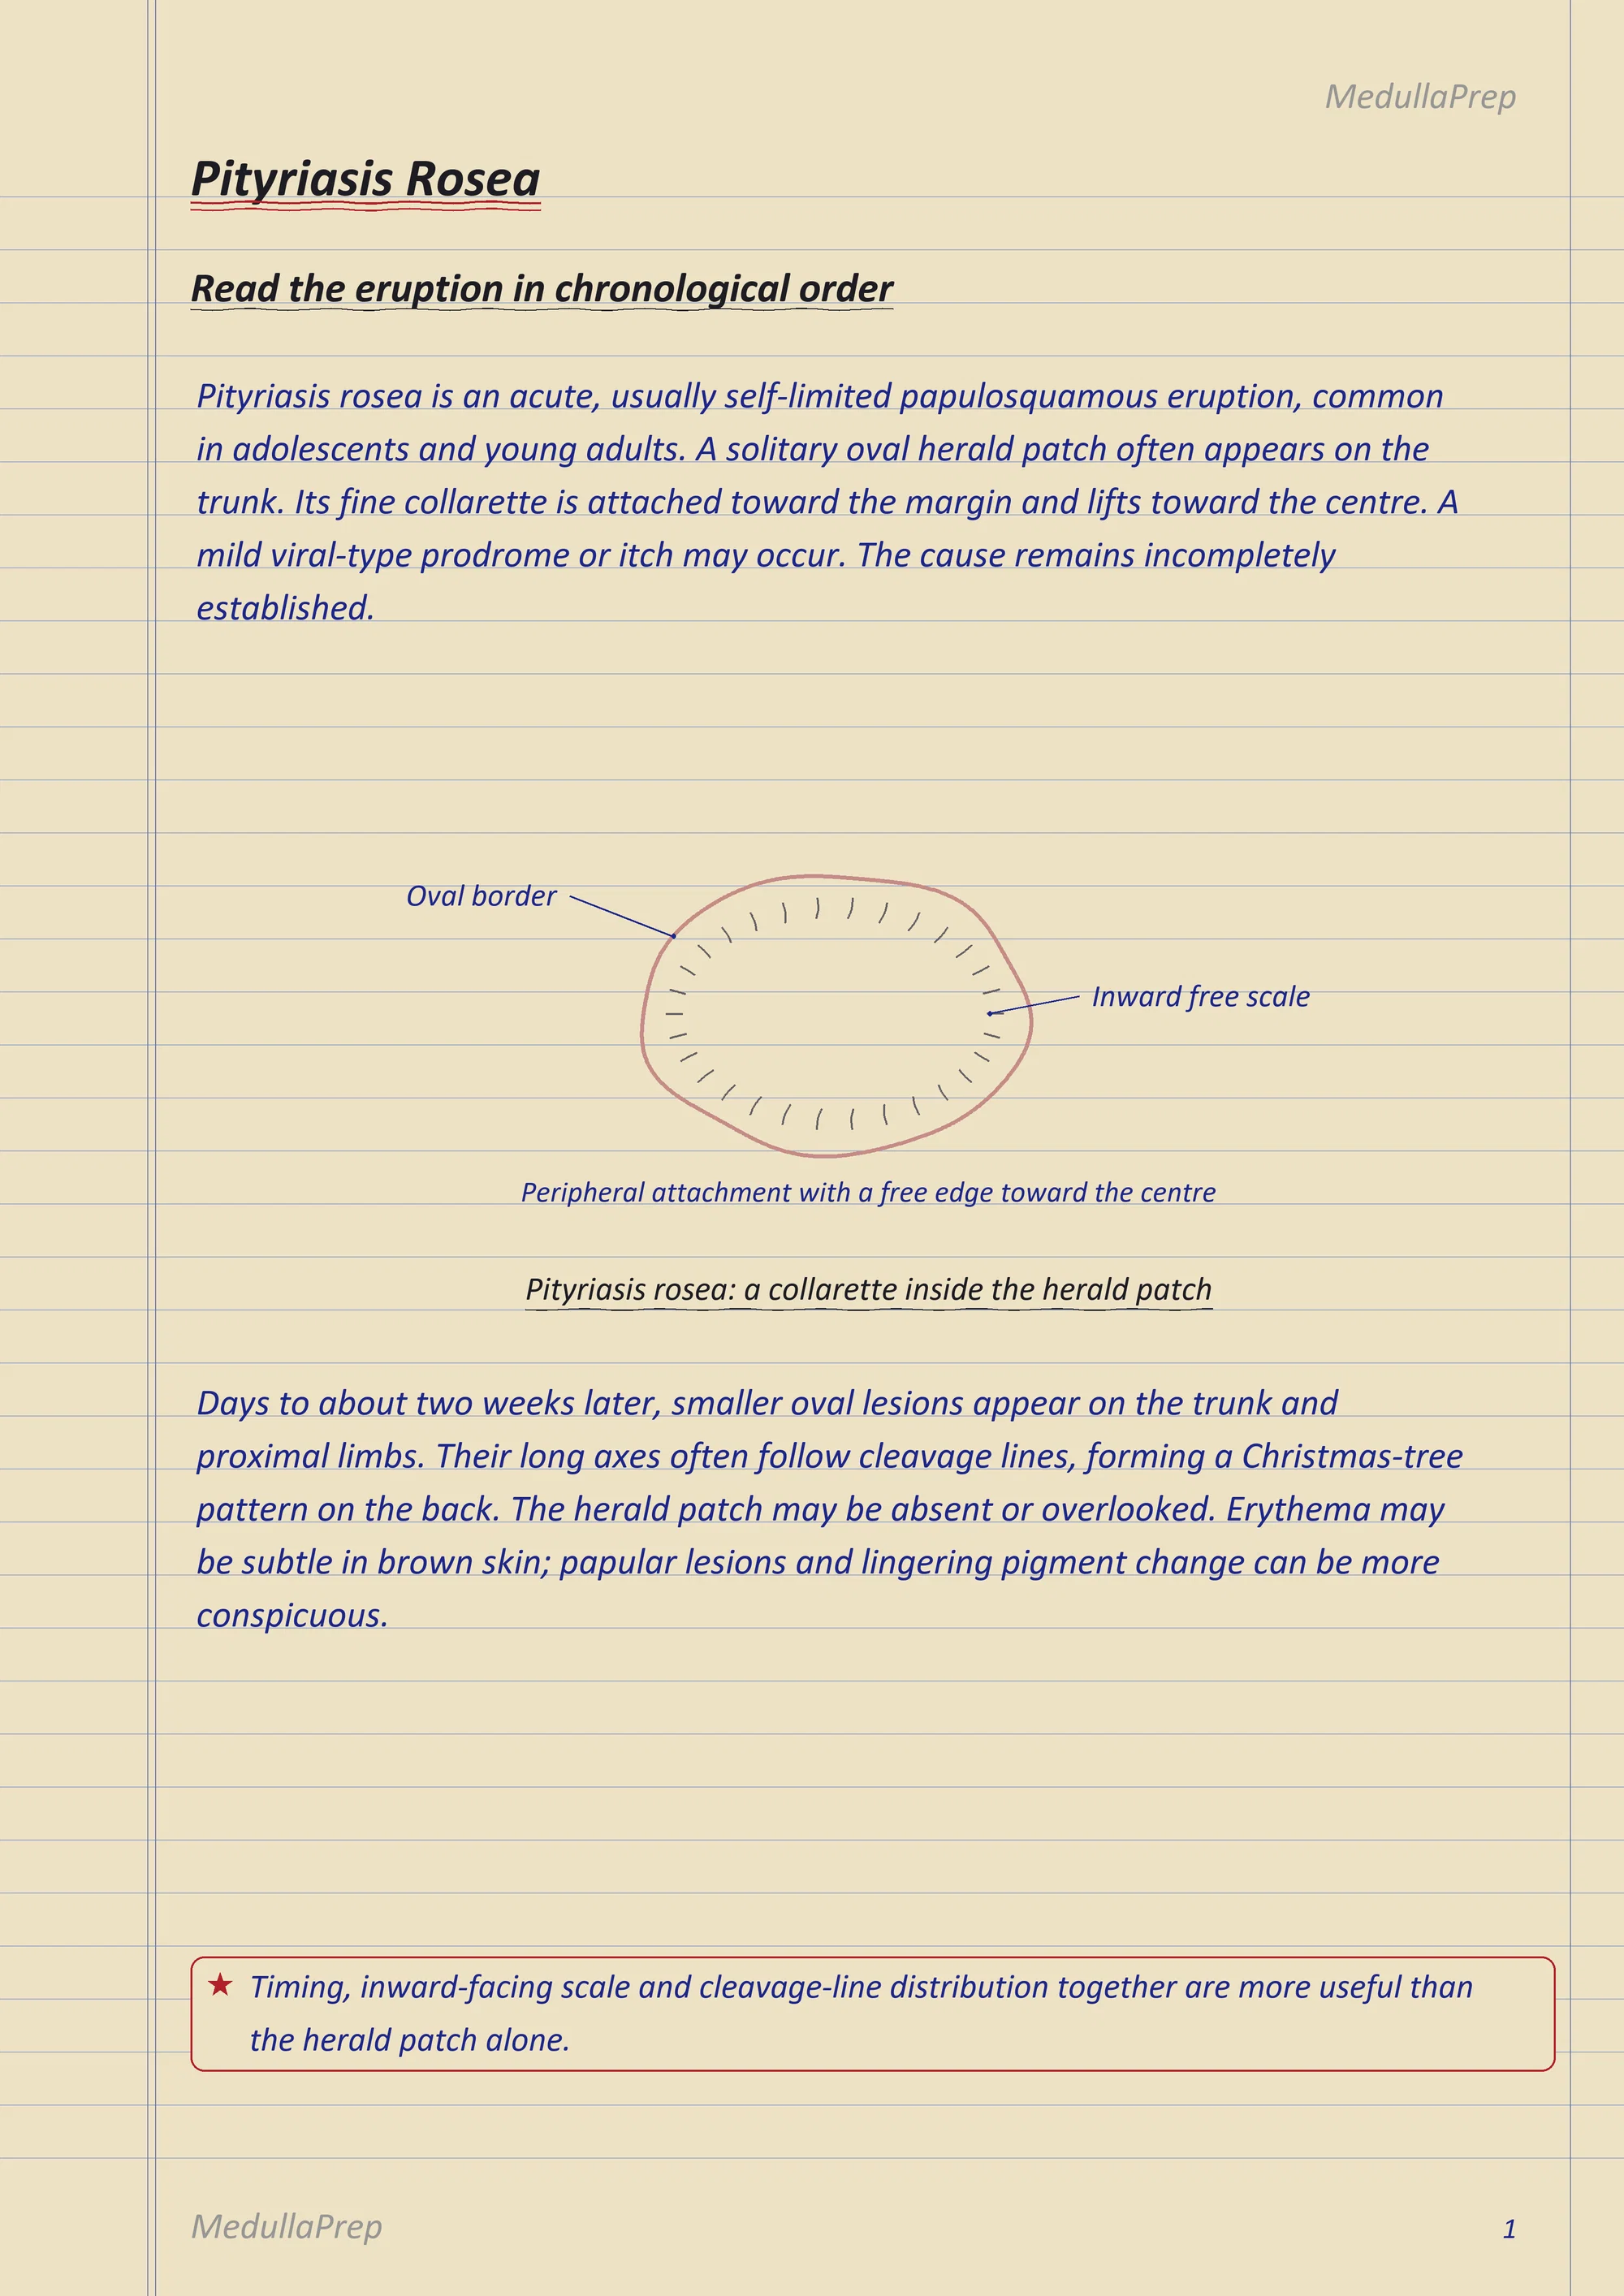 MedullaPrep
Pityriasis Rosea
Read the eruption in chronological order
Pityriasis rosea is an acute, usually self-limited papulosquamous eruption, common
in adolescents and young adults. A solitary oval herald patch often appears on the
trunk. Its fine collarette is attached toward the margin and lifts toward the centre. A
mild viral-type prodrome or itch may occur. The cause remains incompletely
established.
Oval border
Inward free scale
Peripheral attachment with a free edge toward the centre
Pityriasis rosea: a collarette inside the herald patch
Days to about two weeks later, smaller oval lesions appear on the trunk and
proximal limbs. Their long axes often follow cleavage lines, forming a Christmas-tree
pattern on the back. The herald patch may be absent or overlooked. Erythema may
be subtle in brown skin; papular lesions and lingering pigment change can be more
conspicuous.
★ Timing, inward-facing scale and cleavage-line distribution together are more useful than
the herald patch alone.
MedullaPrep
1